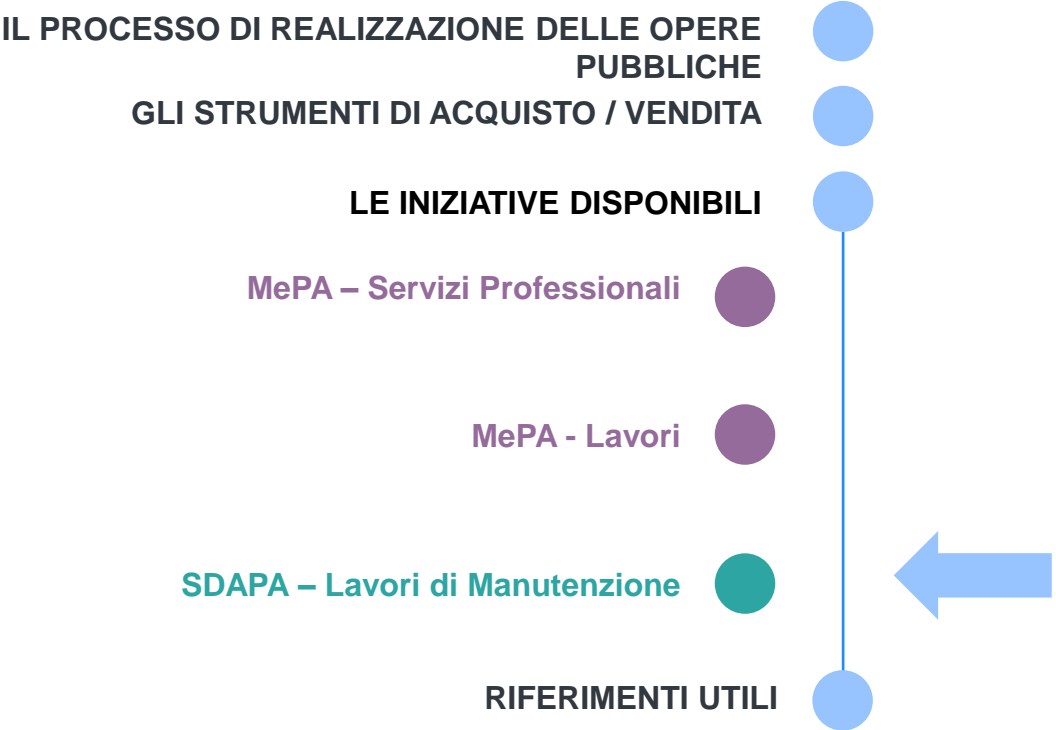 IL PROCESSO DI REALIZZAZIONE DELLE OPERE
PUBBLICHE
GLI STRUMENTI DI ACQUISTO / VENDITA
LE INIZIATIVE DISPONIBILI
MePA – Servizi Professionali
MePA - Lavori
SDAPA – Lavori di Manutenzione
RIFERIMENTI UTILI